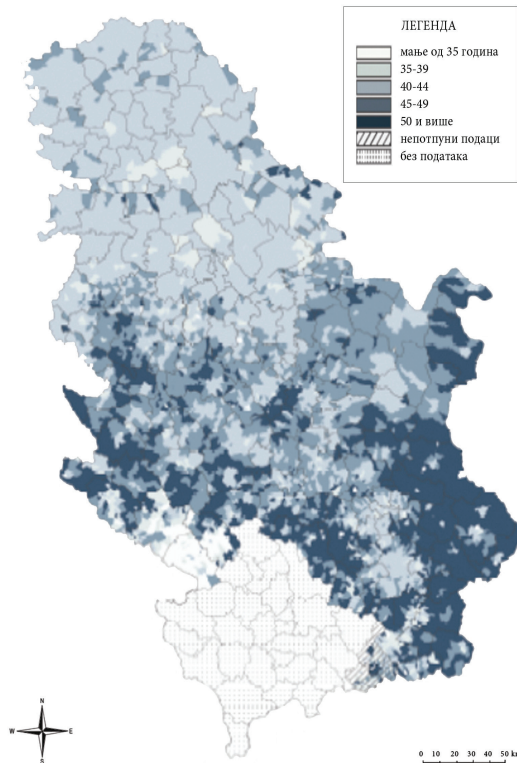 ЛЕГЕНДА
мање од 35 година
35-39
40-44
45-49
50 и више
непотпуни подаци
без података
N
W E
S
0 10 20 30 40 50 km